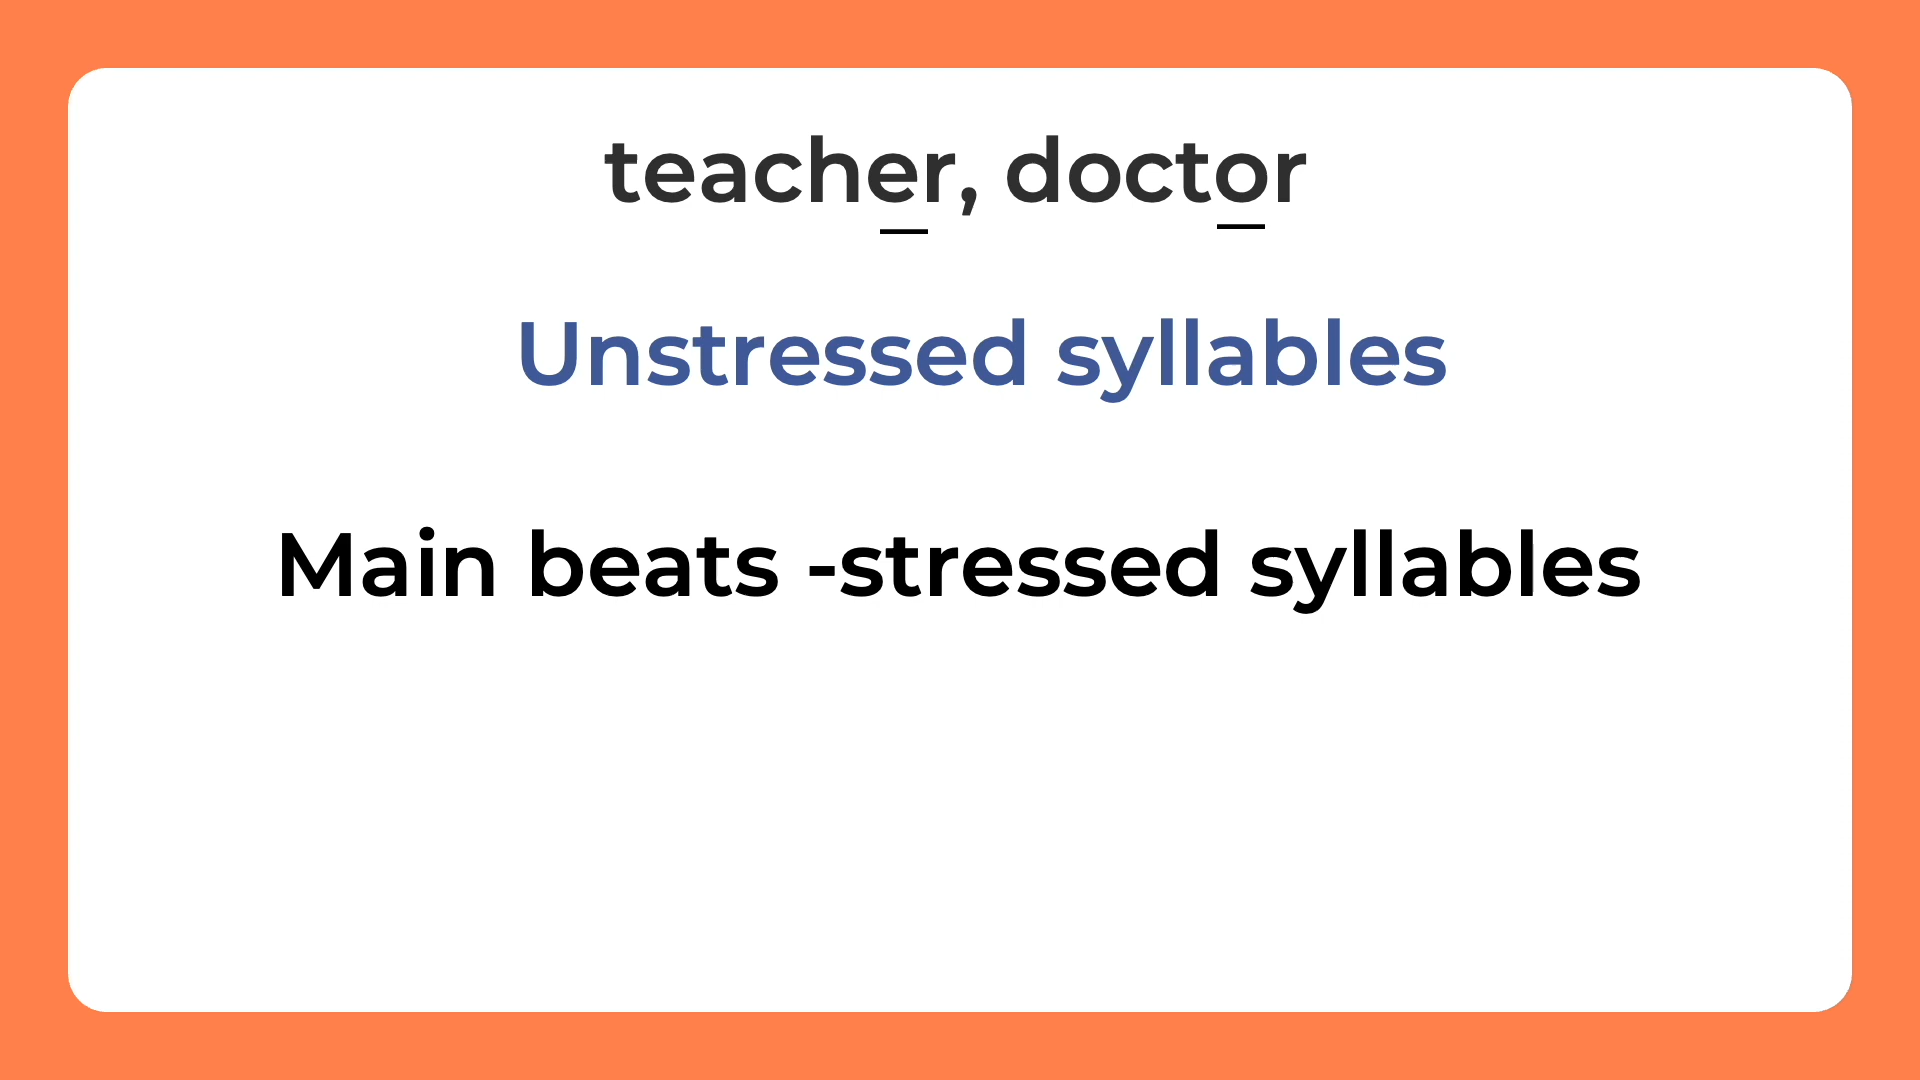 teacher, doctor
Unstressed syllables
Main beats -stressed syllables